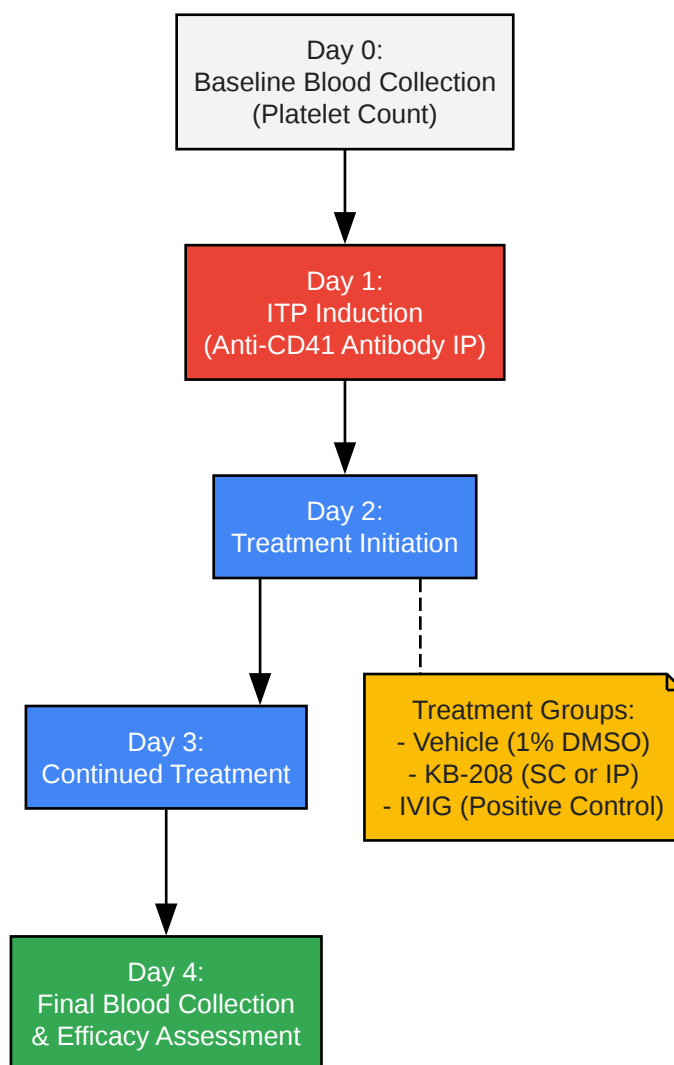 Day 0:
Baseline Blood Collection
(Platelet Count)
Day 1:
ITP Induction
(Anti-CD41 Antibody IP)
Day 2:
Treatment Initiation
Treatment Groups:
- Vehicle (1% DMSO)
- KB-208 (SC or IP)
- IVIG (Positive Control)
Day 3:
Continued Treatment
Day 4:
Final Blood Collection
& Efficacy Assessment